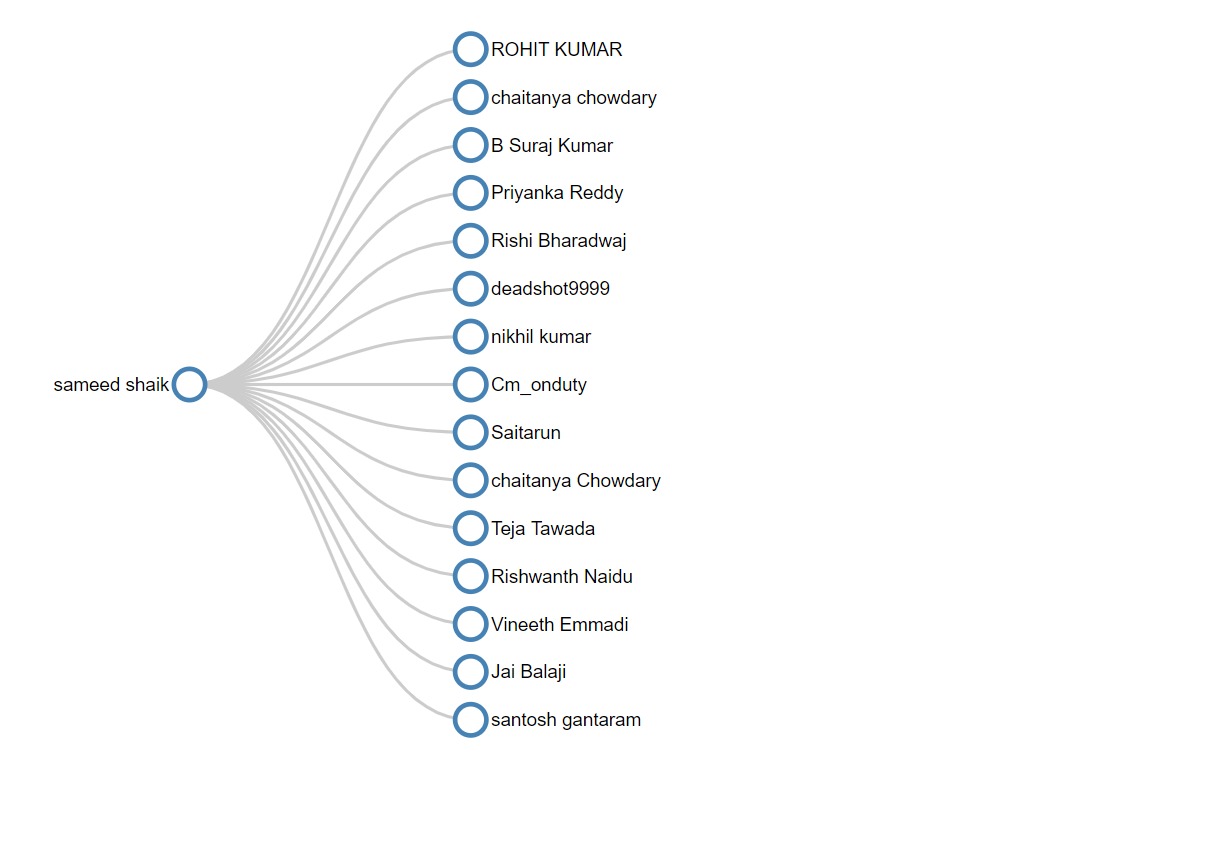 ROHIT KUMAR
chaitanya chowdary
B Suraj Kumar
Priyanka Reddy
Rishi Bharadwaj
deadshot9999
nikhil kumar
sameed shaik
Cm_onduty
Saitarun
chaitanya Chowdary
Teja Tawada
Rishwanth Naidu
Vineeth Emmadi
Jai Balaji
santosh gantaram